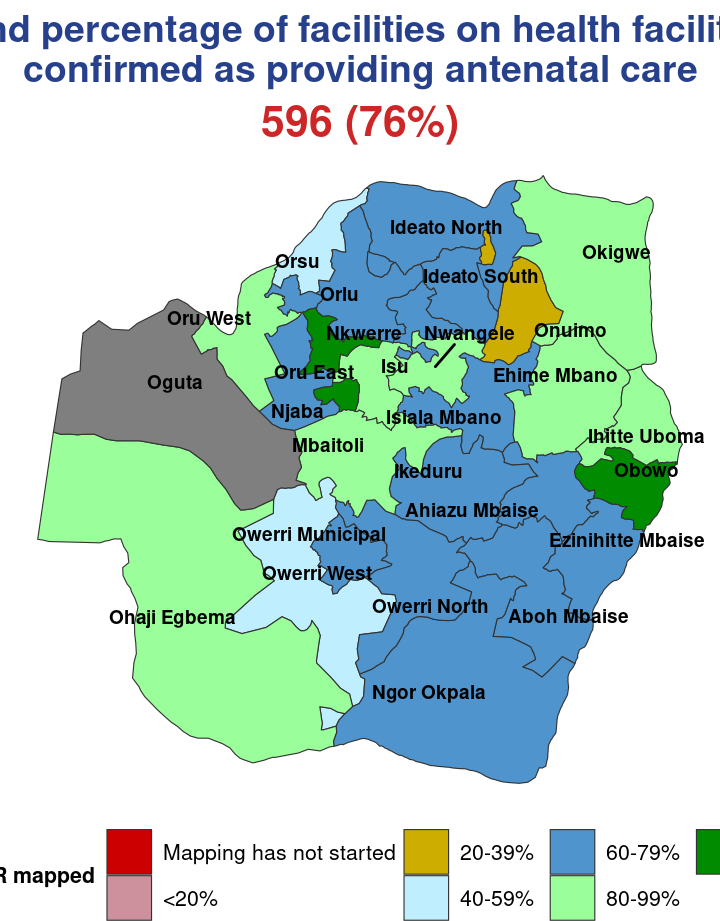 percentage of facilities on health
confirmed as providing antenatal care
596 (76%)
Ideato North
Okigwe
Orsu
Ideato South
Orlu
Oru West
Nkwerre
Nwangele
Onuimo
Isu
Oru East
Ehime Mbano
Oguta
Njaba
Isiala Mbano
Ihitte Uboma
Mbaitoli
Ikeduru
Obowo
Ahiazu Mbaise
Owerri Municipal
Ezinihitte Mbaise
Owerri West
Owerri North
Ohaji Egbema
Aboh Mbaise
Ngor Okpala
Mapping has not started
20-39%
60-79%
mapped
<20%
40-59%
80-99%